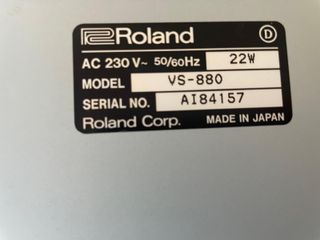 Roland D
AC 230 V~ 50/60Hz 22W
MODEL VS-880
SERIAL NO. AI84157
Roland Corp. MADE IN JAPAN